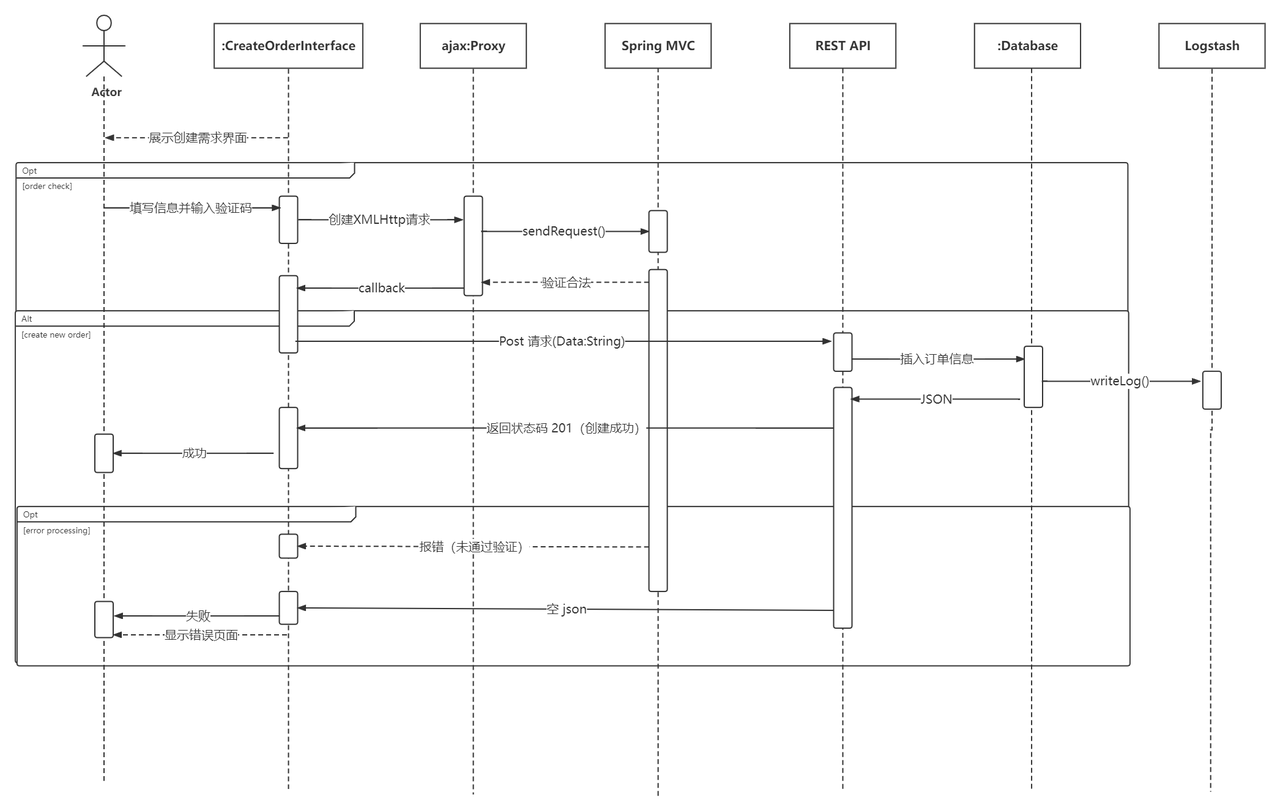 :CreateOrderInterface
ajax:Proxy
Spring MVC
REST API
:Database
Logstash
Actor
展示创建需求界面
Opt
[order check]
填写信息并输入验证码
创建XMLHttp请求
sendRequest()
验证合法
callback
Alt
[create new order]
Post 请求(Data:String)
插入订单信息
writeLog()
JSON
返回状态码 201（创建成功）
成功
Opt
[error processing]
报错（未通过验证）
空 json
失败
显示错误页面